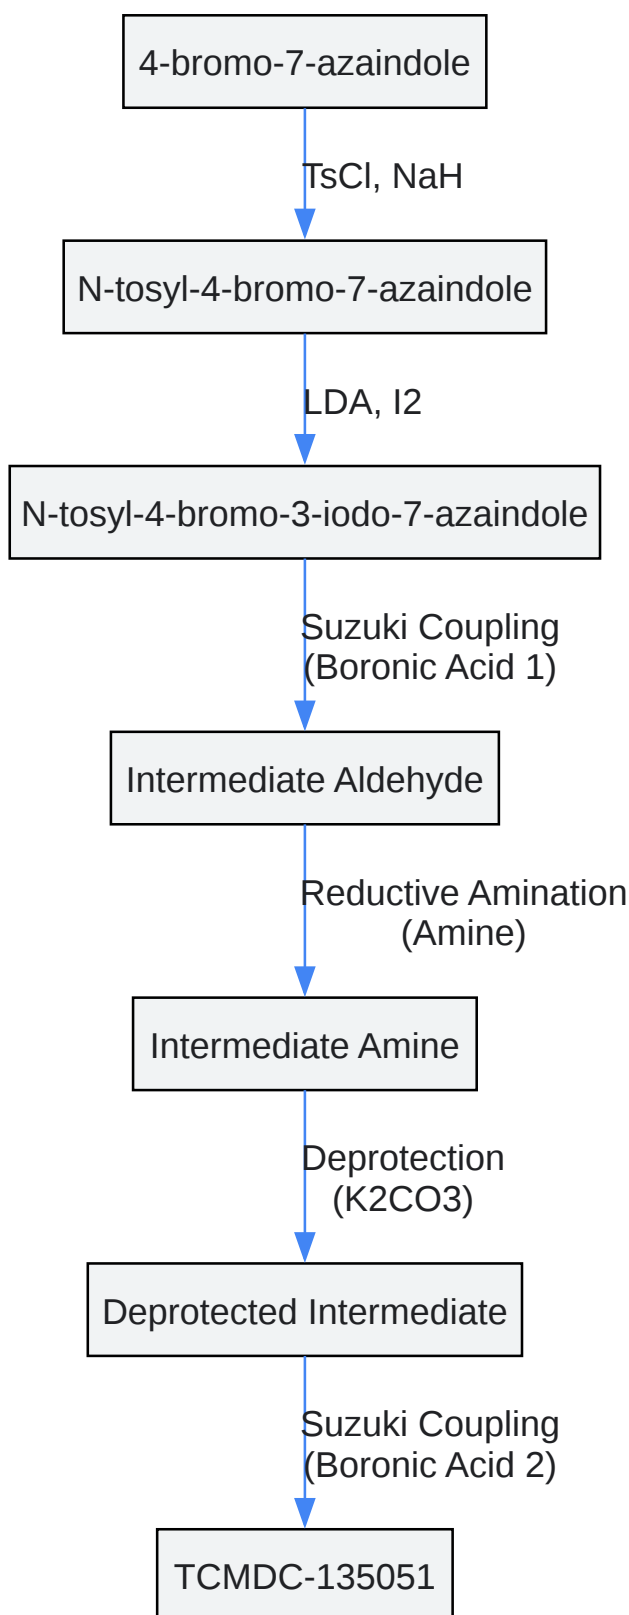 4-bromo-7-azaindole
TsCl, NaH
N-tosyl-4-bromo-7-azaindole
LDA, I2
N-tosyl-4-bromo-3-iodo-7-azaindole
Suzuki Coupling
(Boronic Acid 1)
Intermediate Aldehyde
Reductive Amination
(Amine)
Intermediate Amine
Deprotection
(K2CO3)
Deprotected Intermediate
Suzuki Coupling
(Boronic Acid 2)
TCMDC-135051